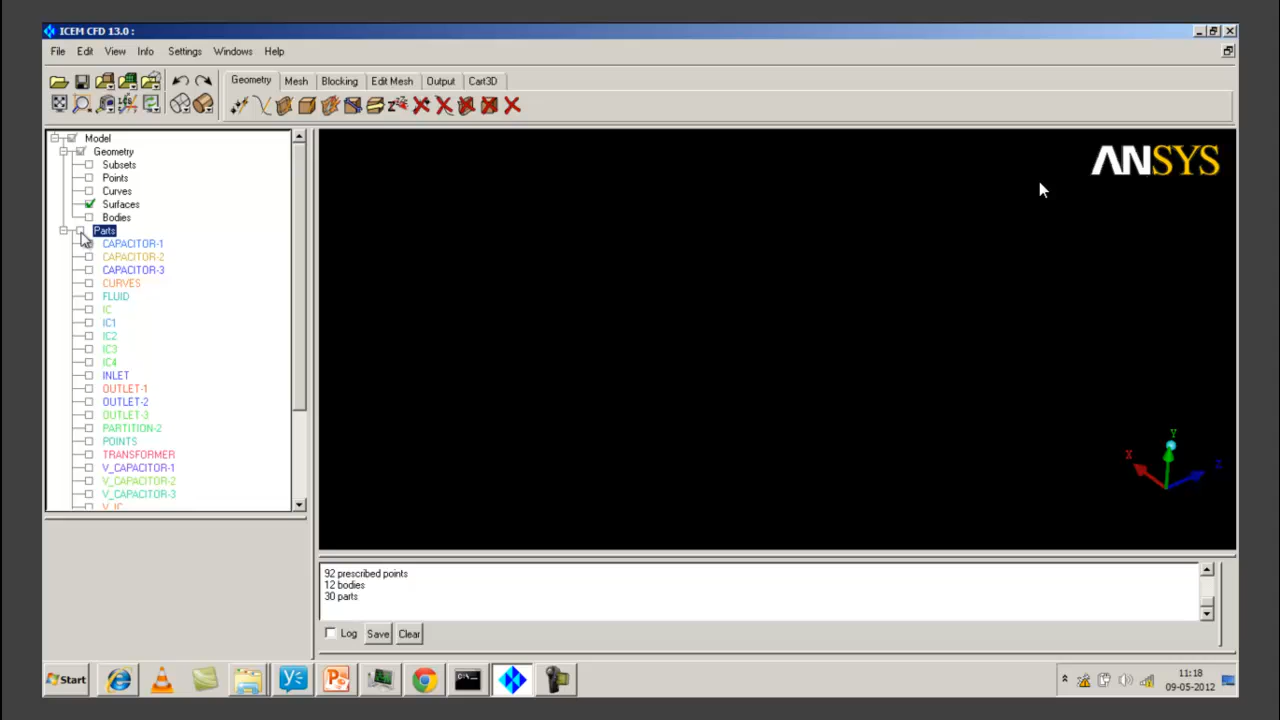 ICEM CFD 13.0 :
File Edit View Info Settings Windows Help
Geometry Mesh Blocking Edit Mesh Output Cart3D
Model
Geometry
Subsets
Points
Curves
Surfaces
Bodies
Parts
CAPACITOR-1
CAPACITOR-2
CAPACITOR-3
CURVES
FLUID
IC
IC1
IC2
IC3
IC4
INLET
OUTLET-1
OUTLET-2
OUTLET-3
PARTITION-2
POINTS
TRANSFORMER
V_CAPACITOR-1
V_CAPACITOR-2
V_CAPACITOR-3
V_IC
ANSYS
Y
X
Z
92 prescribed points
12 bodies
30 parts
Log Save Clear
Start
11:18
09-05-2012